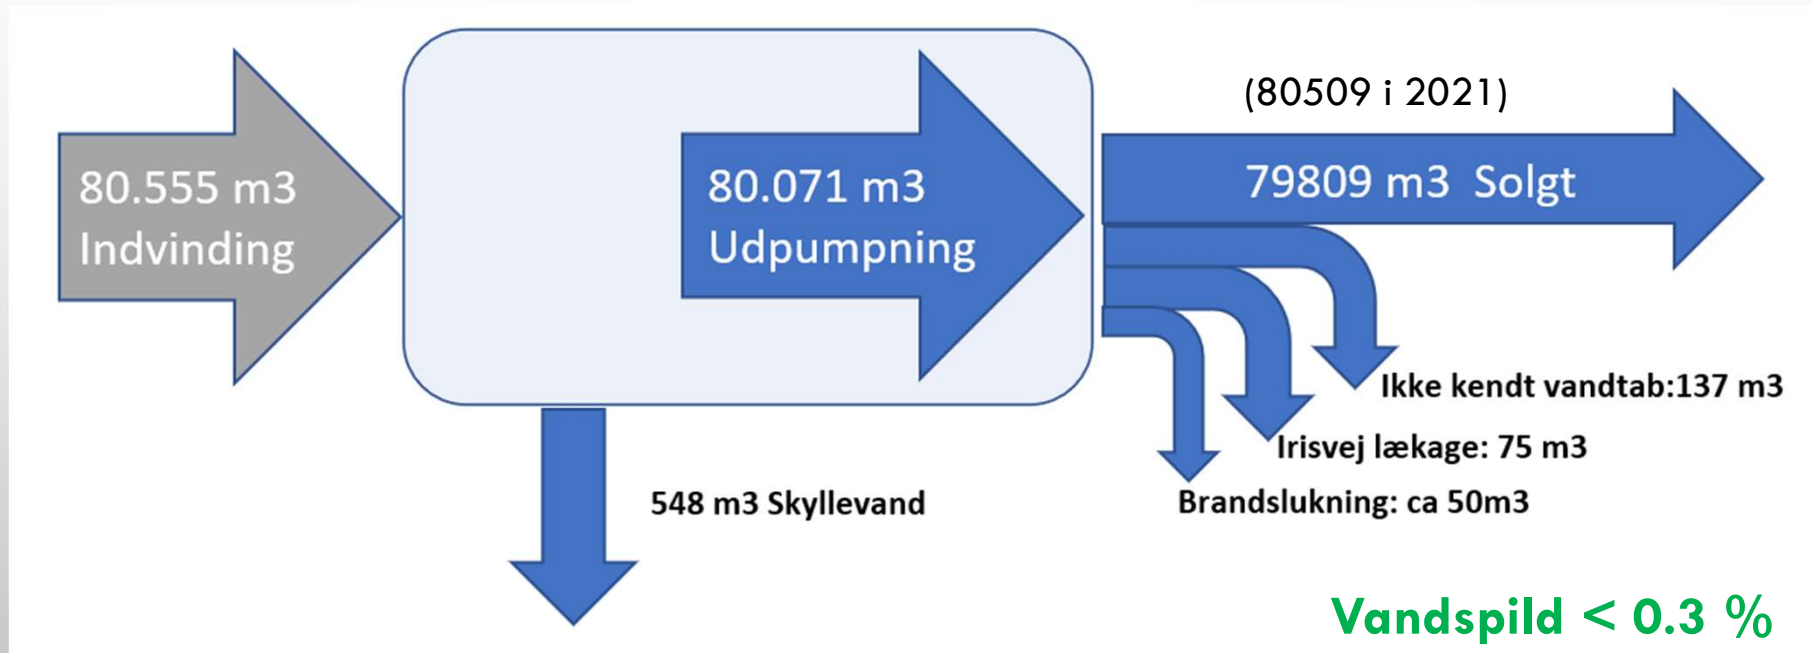 80.555 m3
Indvinding
80.071 m3
Udpumpning
(80509 i 2021)
79809 m3  Solgt
Ikke kendt vandtab:137 m3
Irisvej lækage: 75 m3
Brandslukning: ca 50m3
548 m3 Skyllevand
Vandspild < 0.3 %